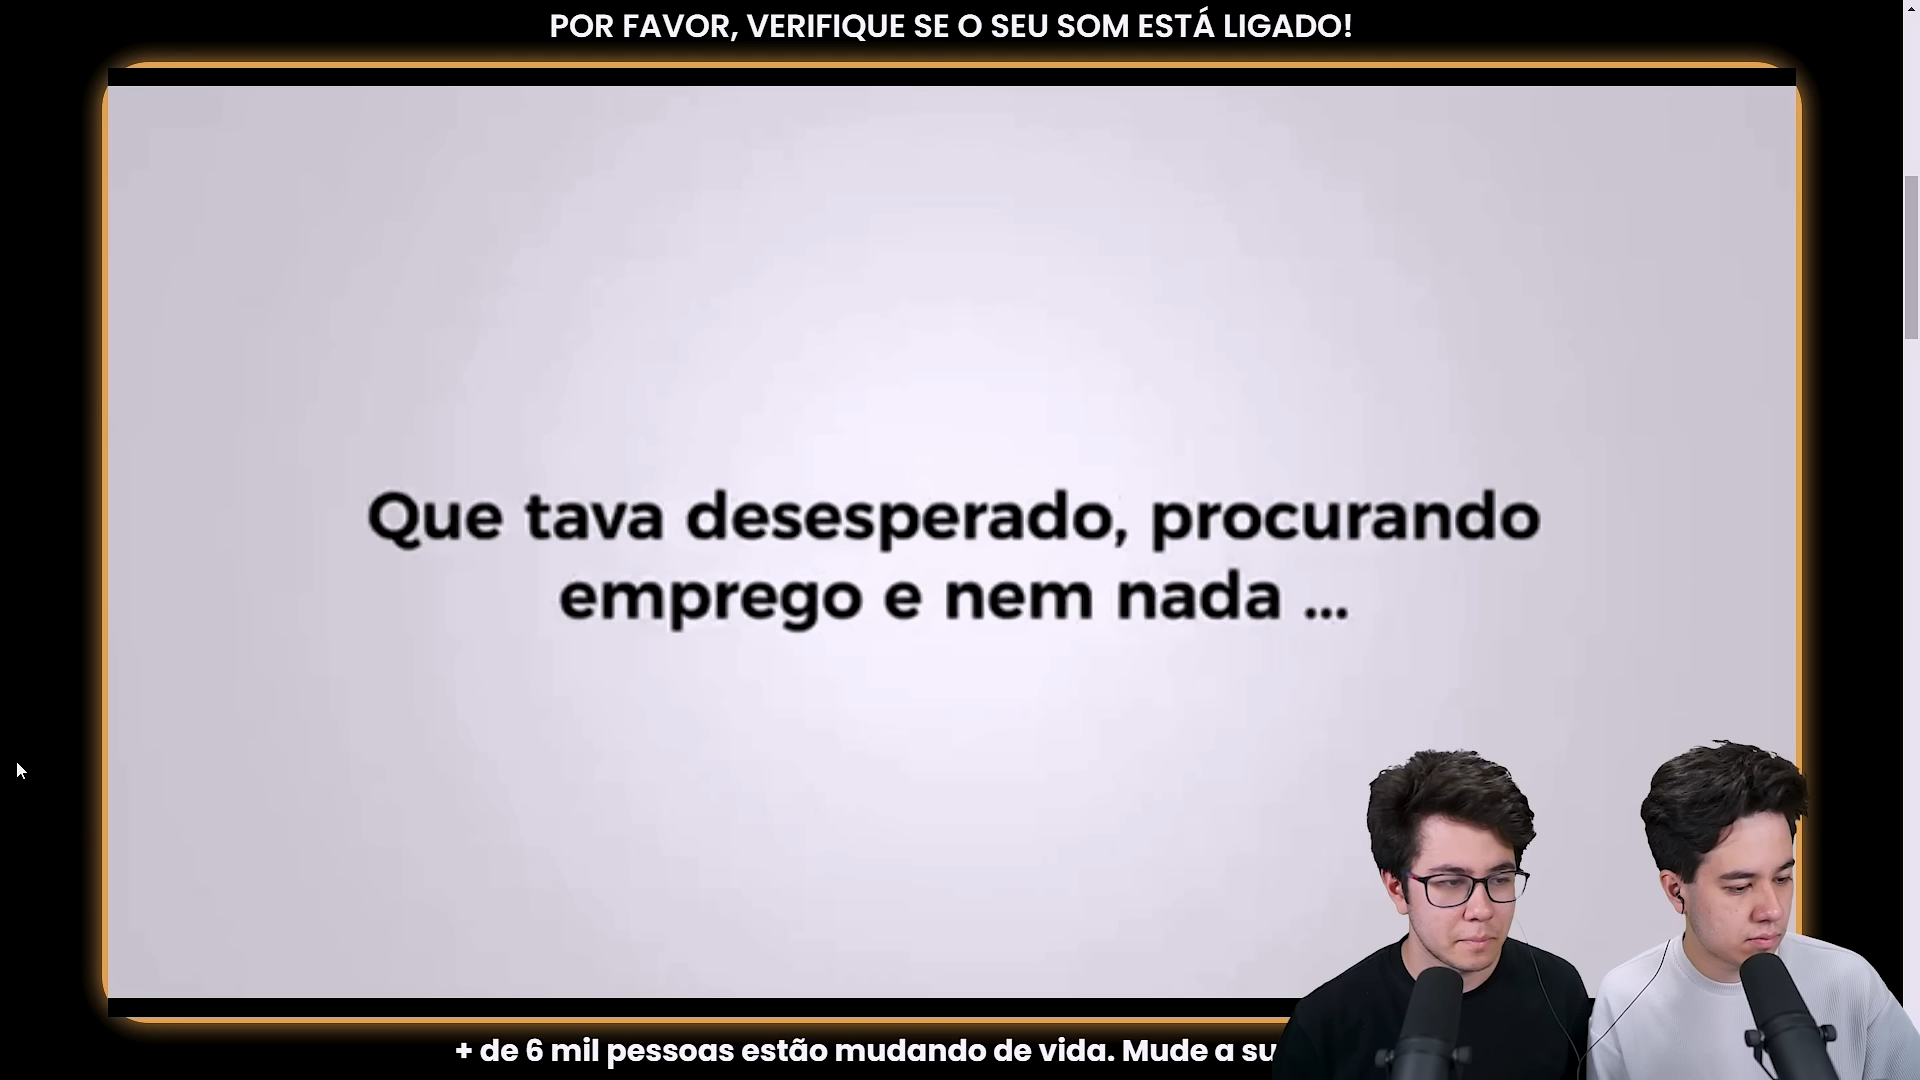 POR FAVOR, VERIFIQUE SE O SEU SOM ESTÁ LIGADO!
Que tava desesperado, procurando
emprego e nem nada ...
+ de 6 mil pessoas estão mudando de vida. Mude a su